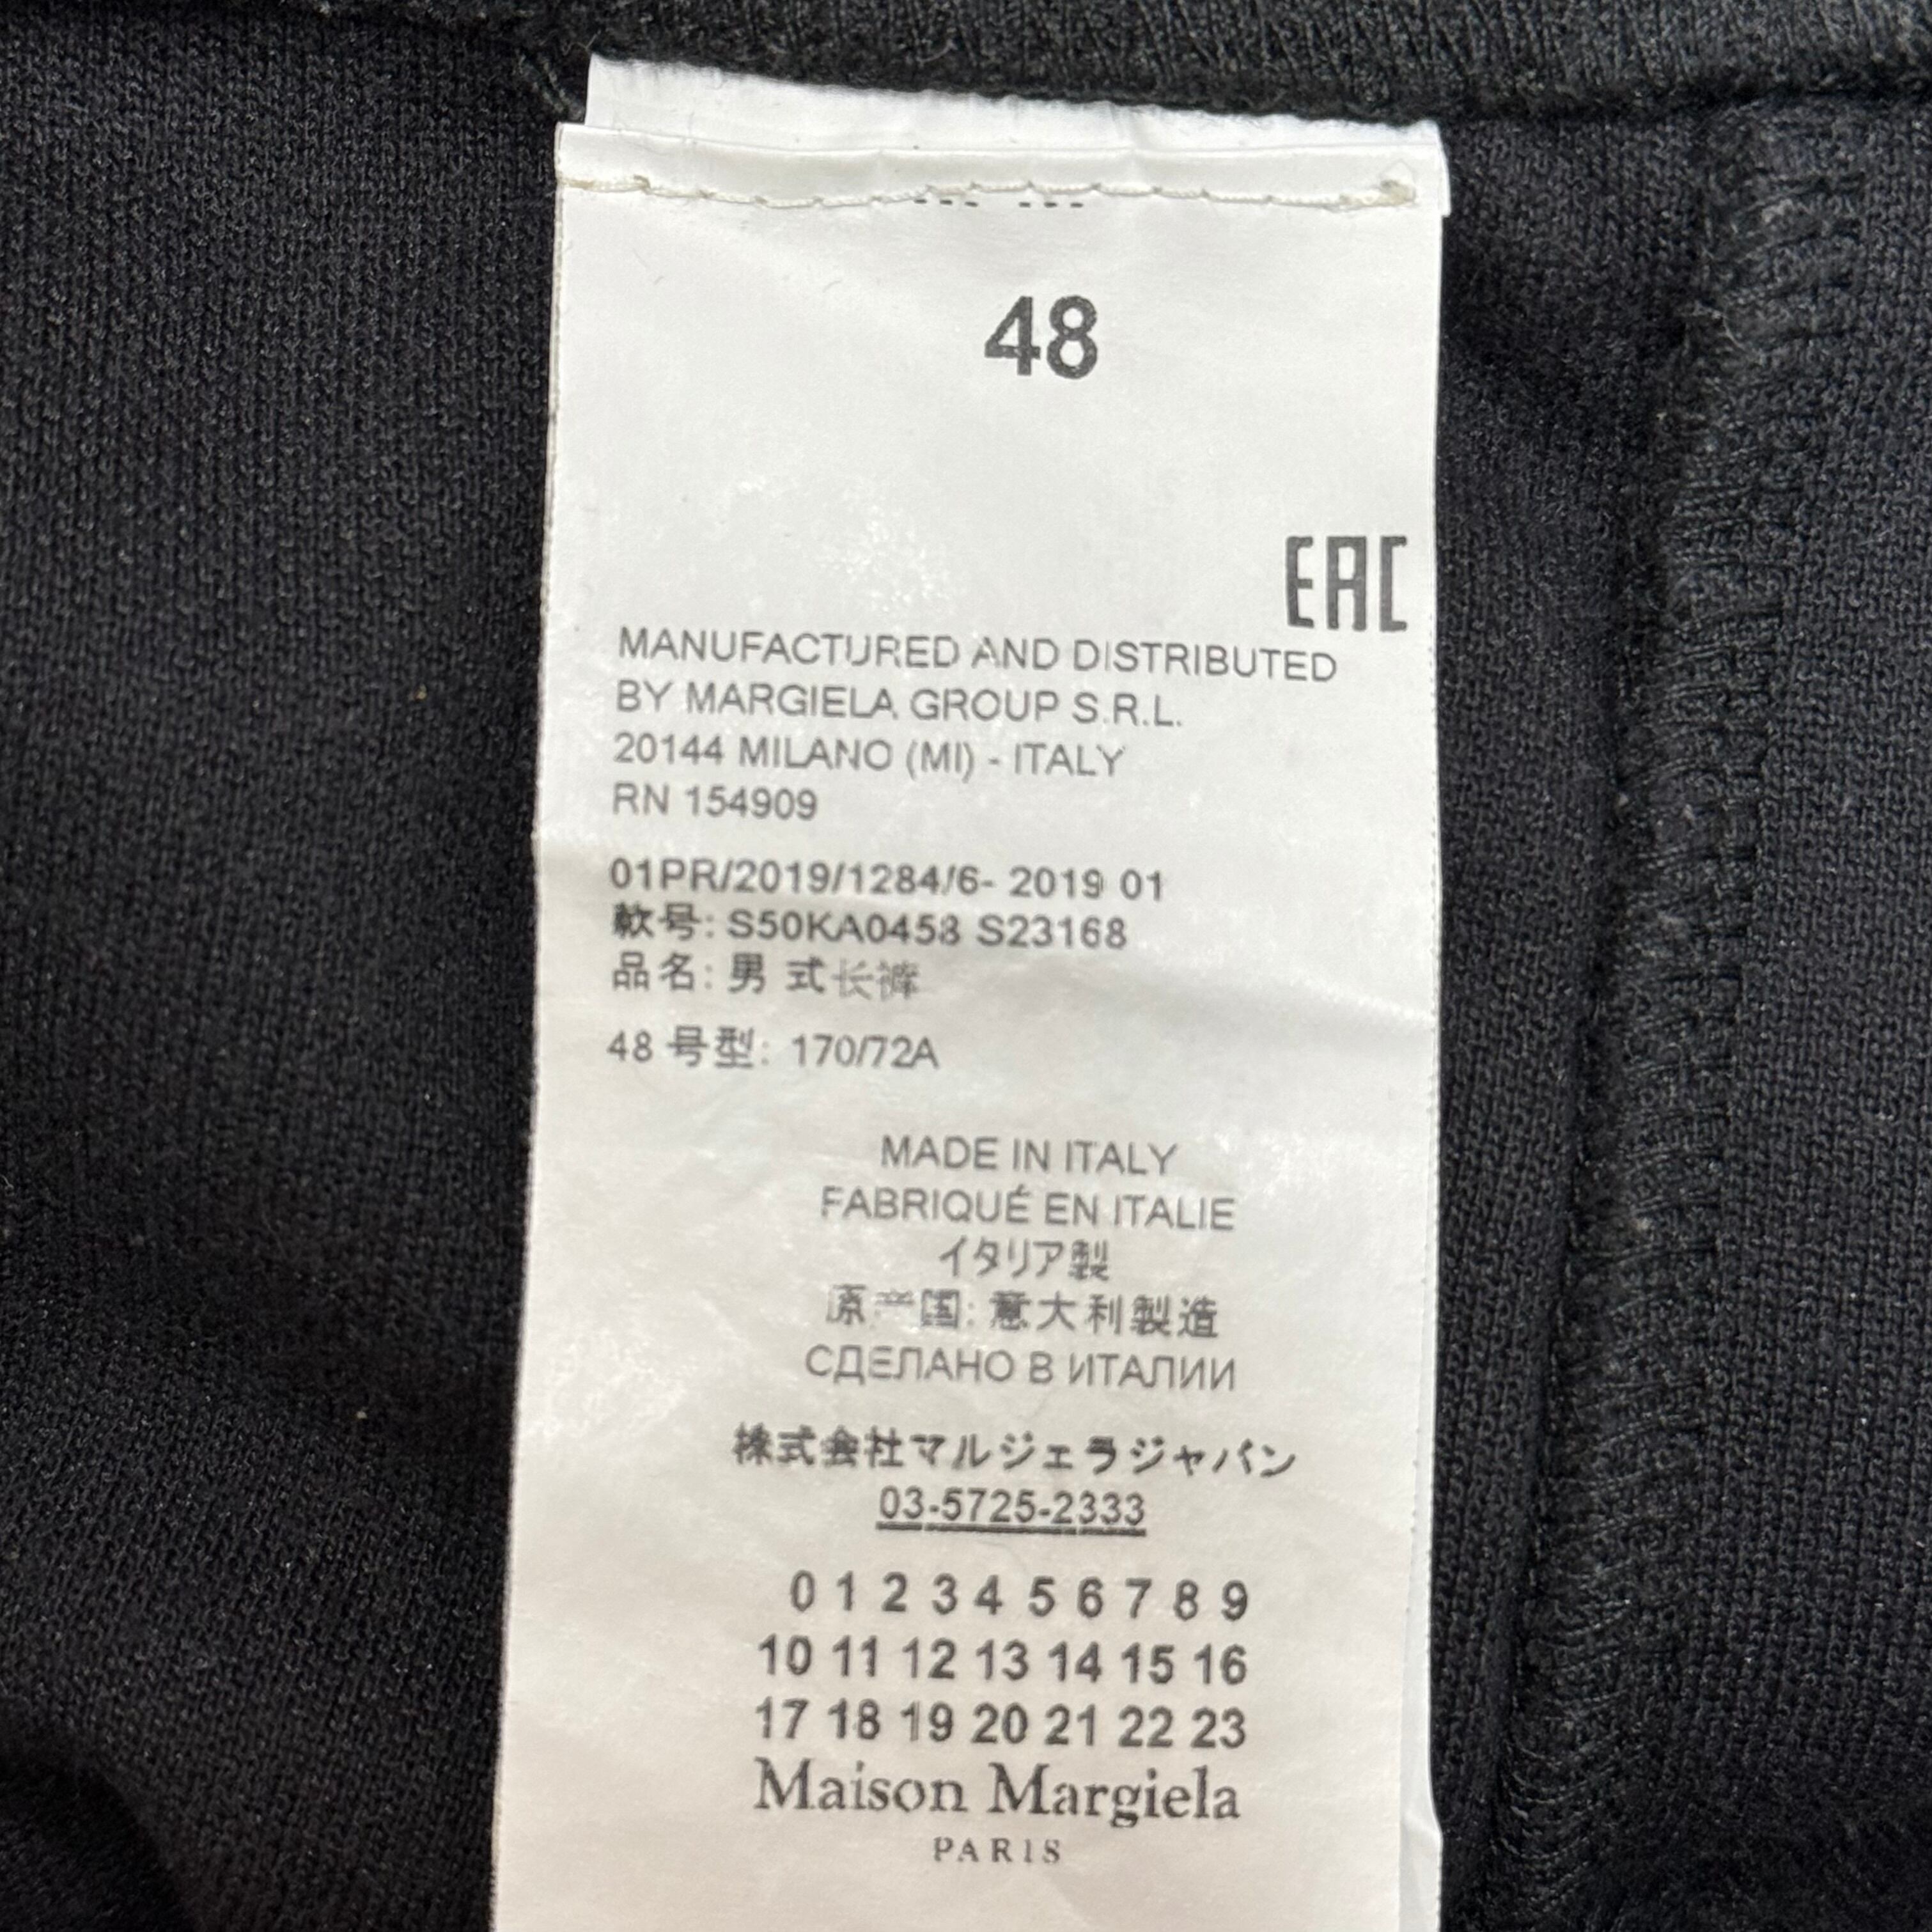 48
EAC
MANUFACTURED AND DISTRIBUTED
BY MARGIELA GROUP S.R.L.
20144 MILANO (MI) - ITALY
RN 154909
01PR/2019/1284/6- 2019 01
款号: S50KA0458 S23168
品名: 男 式长裤
48 号型: 170/72A
MADE IN ITALY
FABRIQUÉ EN ITALIE
イタリア製
原产国: 意大利製造
СДЕЛАНО В ИТАЛИИ
株式会社マルジェラジャパン
03-5725-2333
0 1 2 3 4 5 6 7 8 9
10 11 12 13 14 15 16
17 18 19 20 21 22 23
Maison Margiela
PARIS